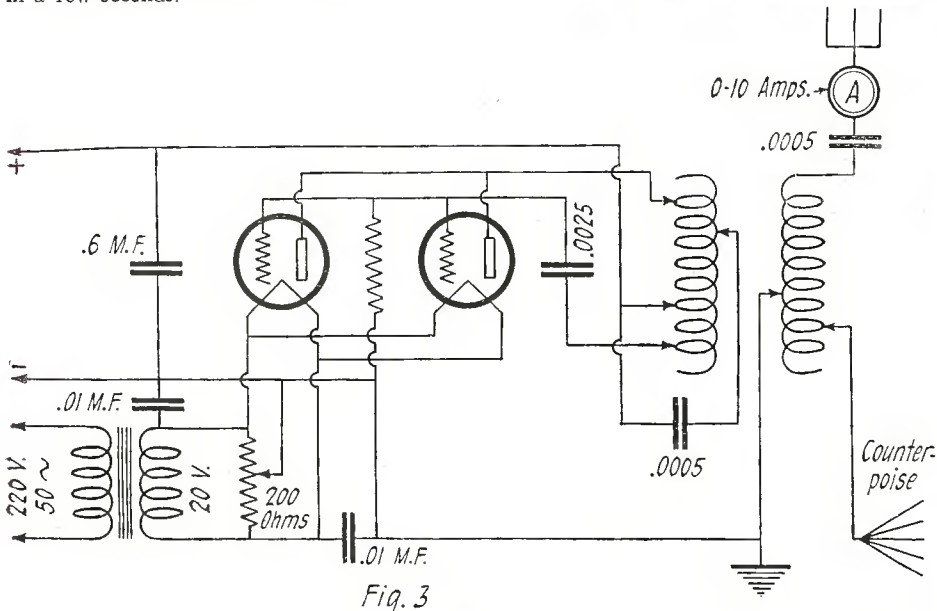 in a few seconds.
0-10 Amps.
A
.0005
+
.6 M.F.
.0025
-
.01 M.F.
220 V.
50 ~
20 V.
200
Ohms
.0005
Counter-
poise
.01 M.F.
Fig. 3